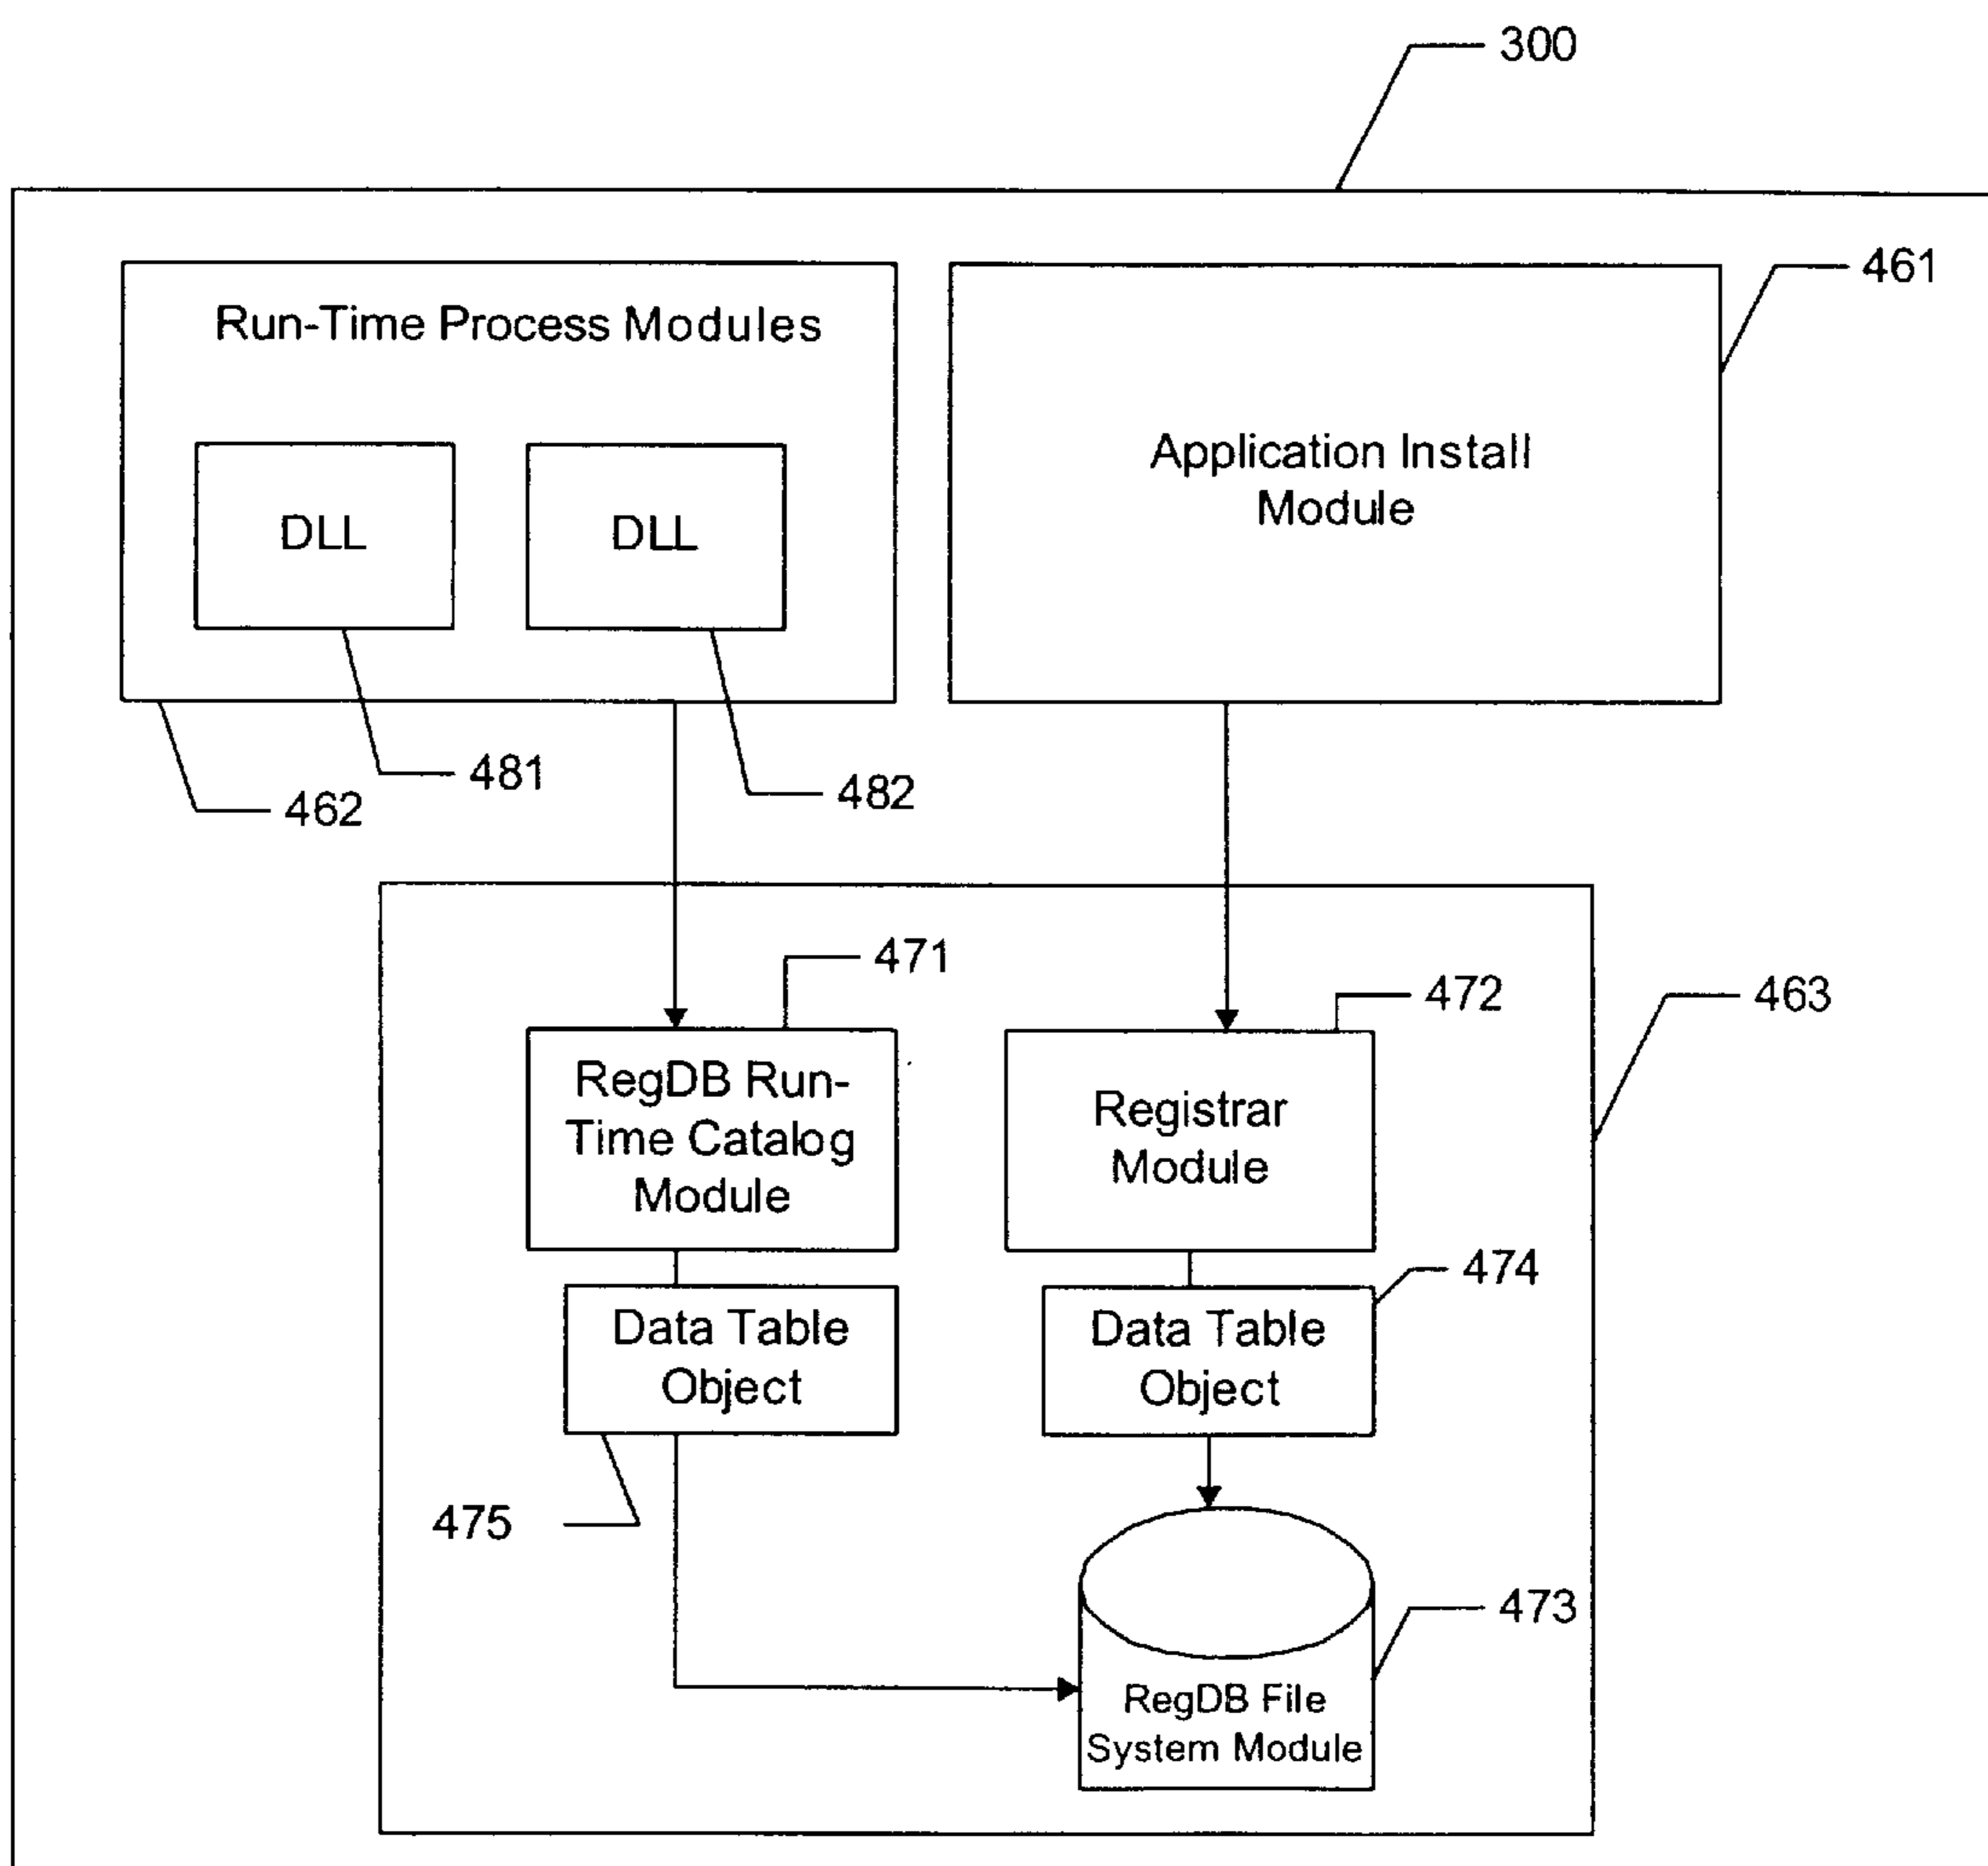 300
461
Run-Time Process Modules
Application Install
Module
DLL
DLL
481
482
462
471
472
463
RegDB Run-
Time Catalog
Module
Registrar
Module
474
Data Table
Object
Data Table
Object
475
473
RegDB File
System Module